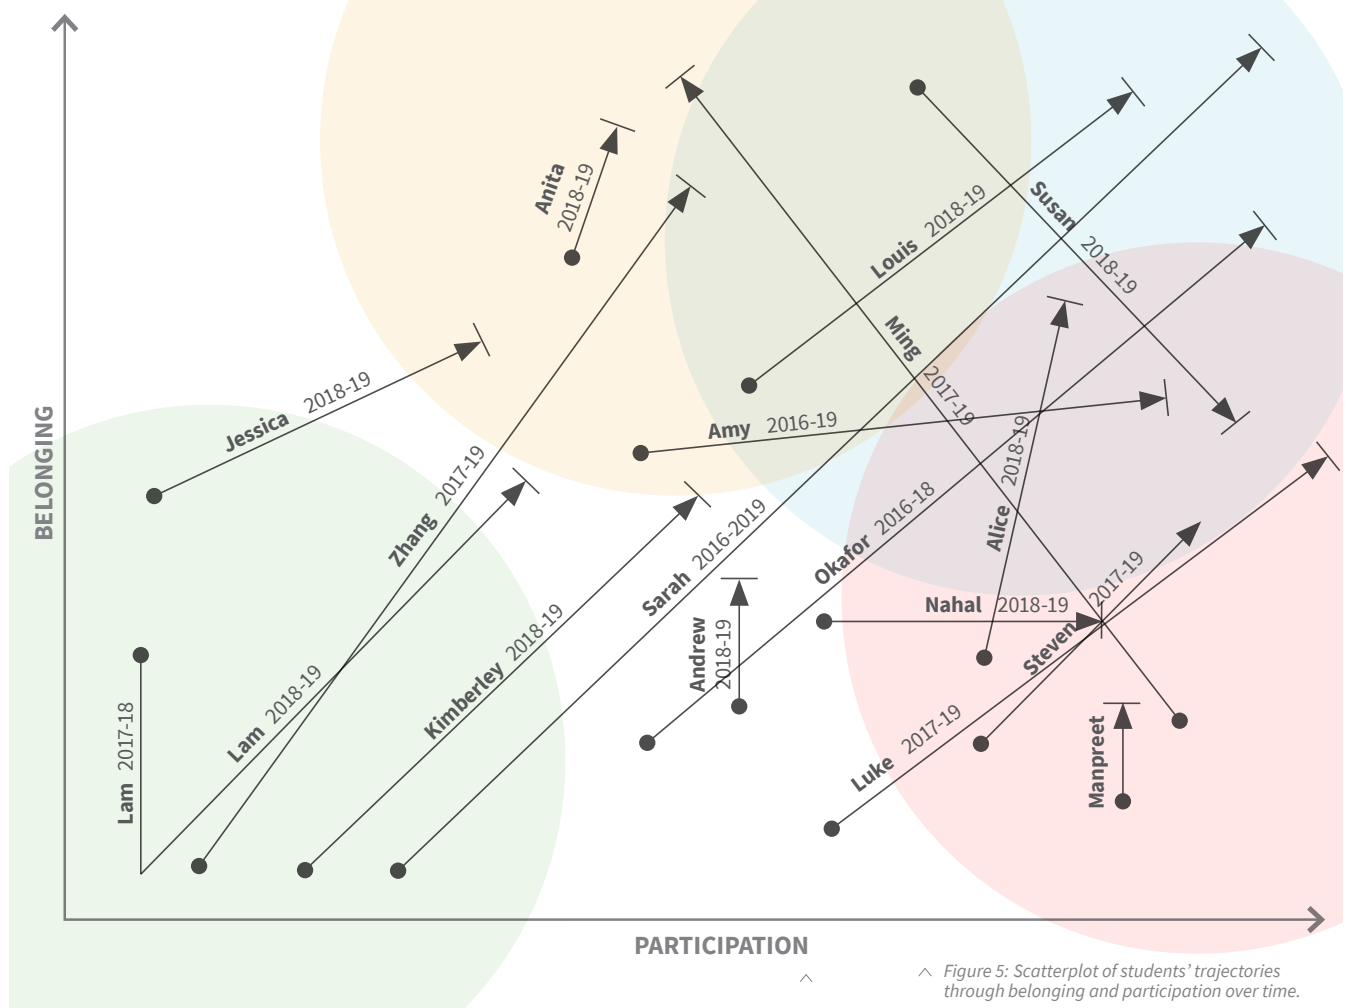 Anita
2018-19
Susan 2018-19
Louis 2018-19
Ming 2017-19
Jessica 2018-19
Amy 2016-19
Zhang 2017-19
Alice 2018-19
Okafor 2016-18
Sarah 2016-2019
BELONGING
Nahal 2018-19
Steven 2017-19
Andrew
2018-19
Kimberley 2018-19
Lam 2018-19
Lam 2017-18
Luke 2017-19
Manpreet
PARTICIPATION
Figure 5: Scatterplot of students’ trajectories
through belonging and participation over time.